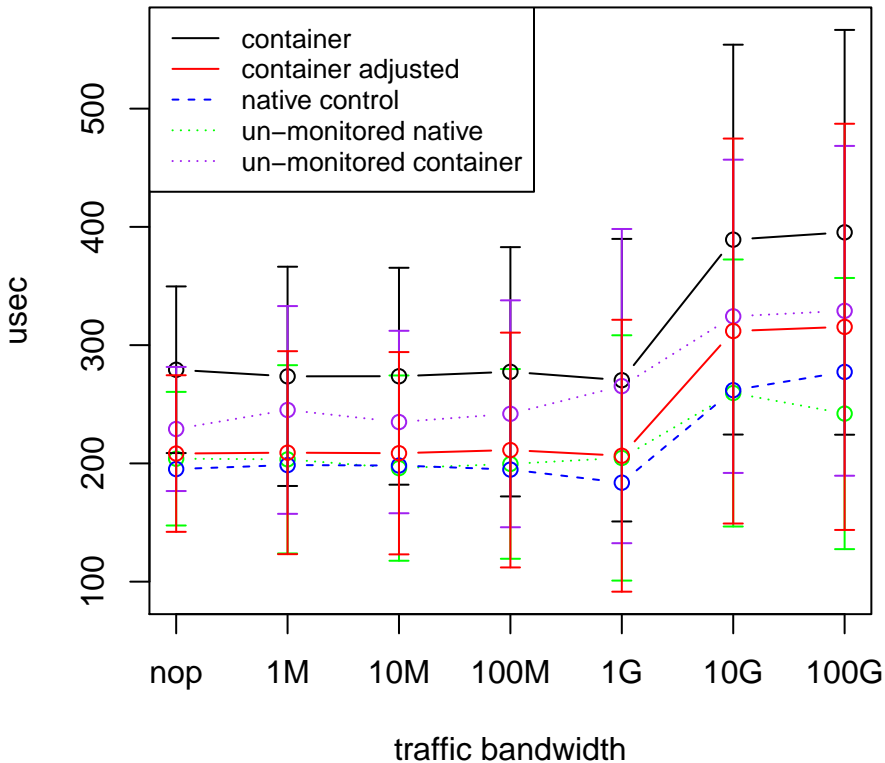 container
container adjusted
native control
un−monitored native
un−monitored container
usec
500
400
300
200
100
nop 1M 10M 100M 1G 10G 100G
traffic bandwidth